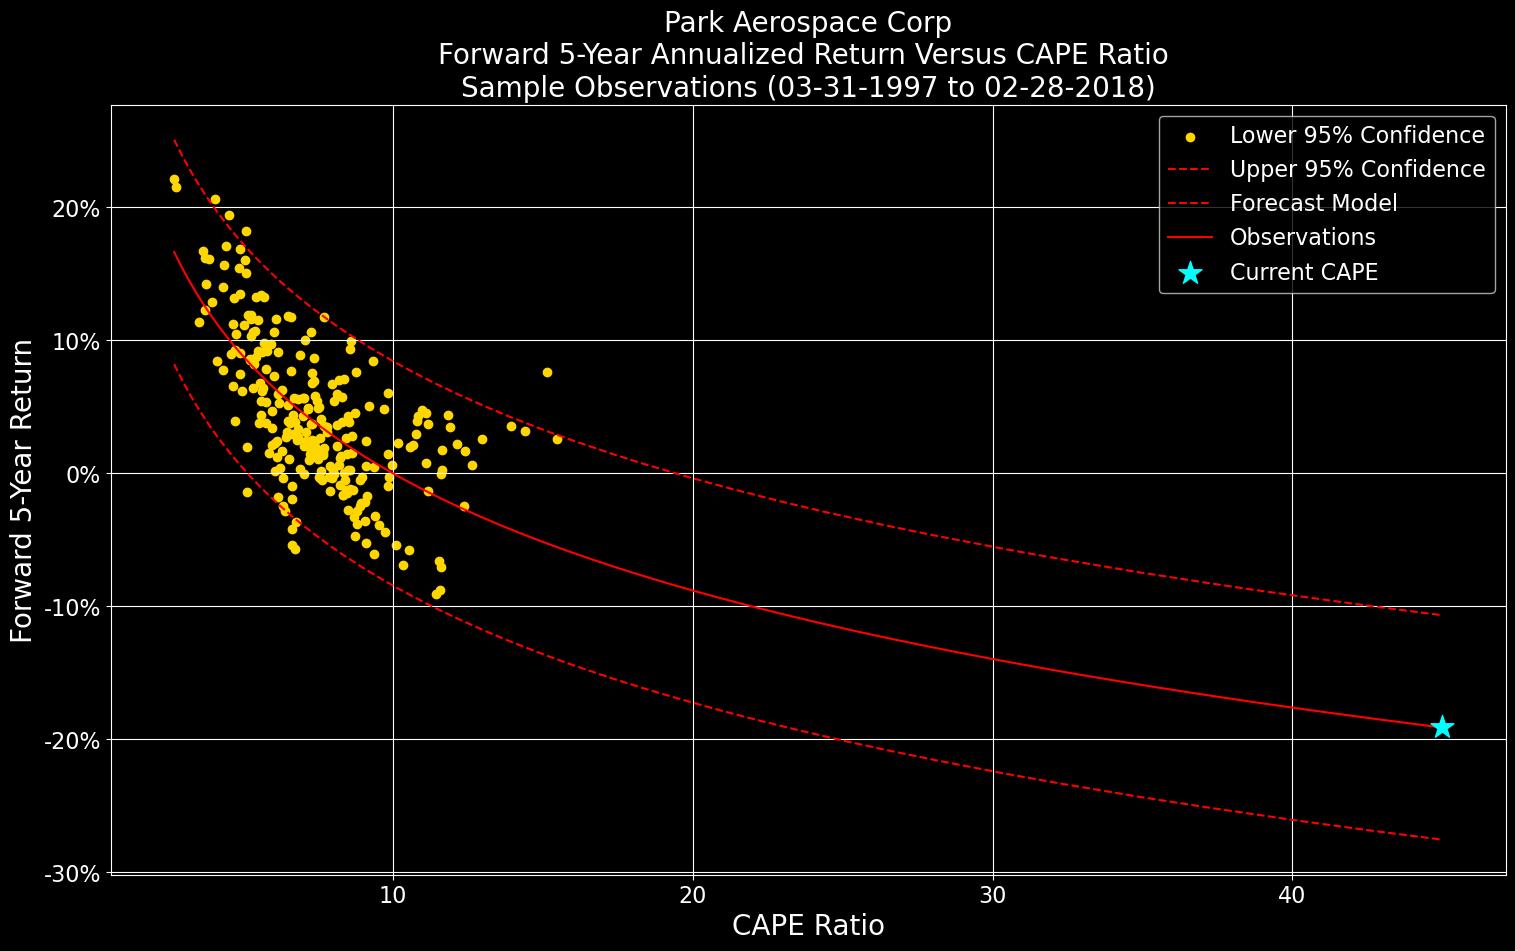 Park Aerospace Corp
Forward 5-Year Annualized Return Versus CAPE Ratio
Sample Observations (03-31-1997 to 02-28-2018)
Lower 95% Confidence
Upper 95% Confidence
Forecast Model
Observations
Current CAPE
Forward 5-Year Return
20%
10%
0%
-10%
-20%
-30%
10
20
30
40
CAPE Ratio